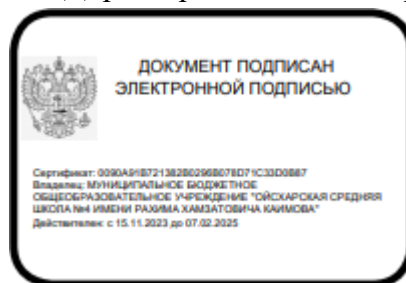 ДОКУМЕНТ ПОДПИСАН
ЭЛЕКТРОННОЙ ПОДПИСЬЮ
Сертификат: 0090A91B721382B0296B078D71C33D0B87
Владелец: МУНИЦИПАЛЬНОЕ БЮДЖЕТНОЕ
ОБЩЕОБРАЗОВАТЕЛЬНОЕ УЧРЕЖДЕНИЕ "ОЙСХАРСКАЯ СРЕДНЯЯ
ШКОЛА №4 ИМЕНИ РАХИМА ХАМЗАТОВИЧА КАИМОВА"
Действителен: с 15.11.2023 до 07.02.2025